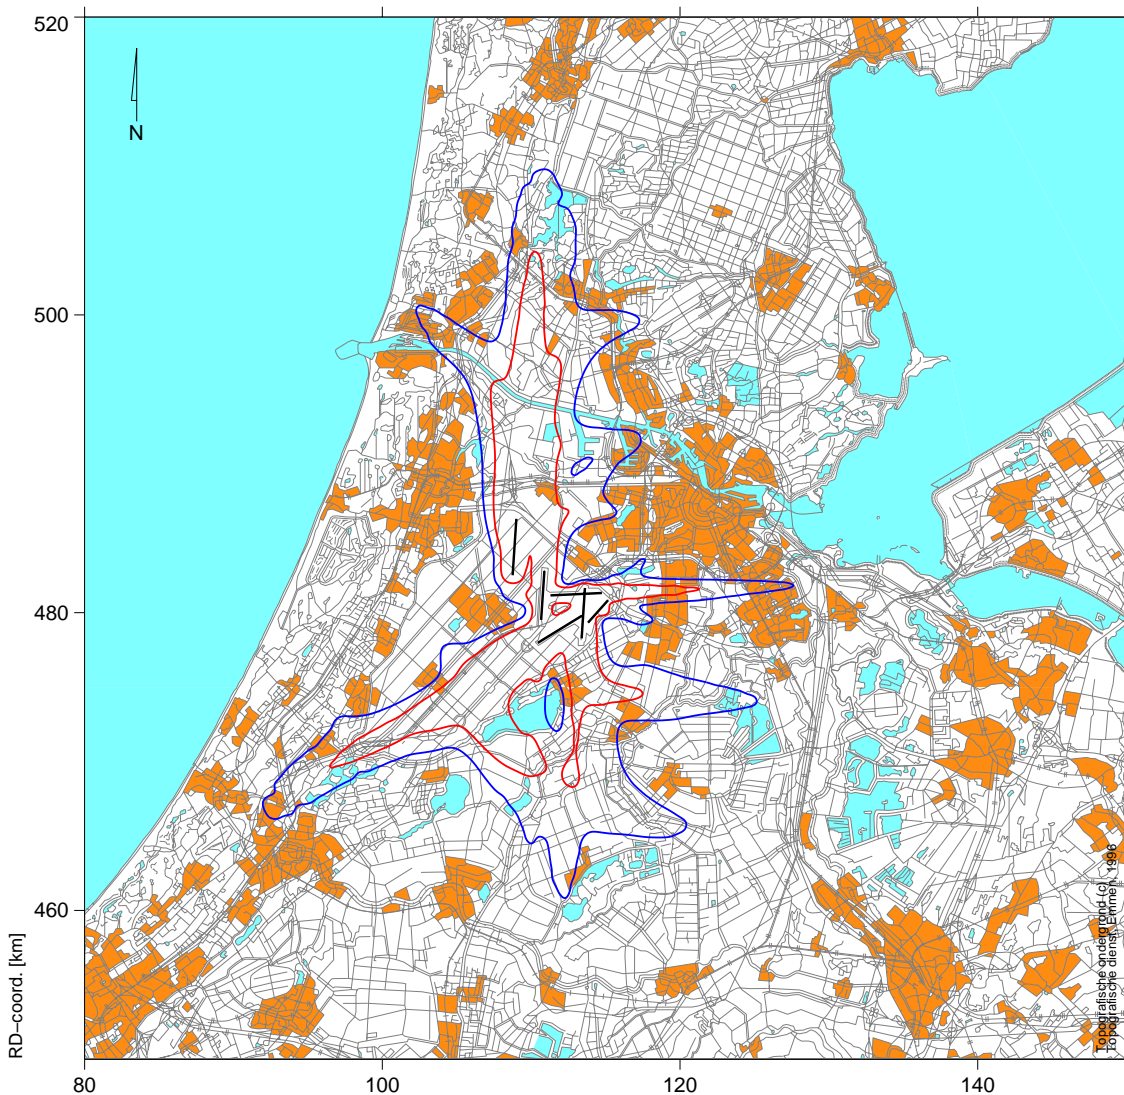 520
500
480
460
RD-coord. [km]
80
100
120
140
N
Topografische ondergrond (c)
Topografische dienst, Emmen, 1996